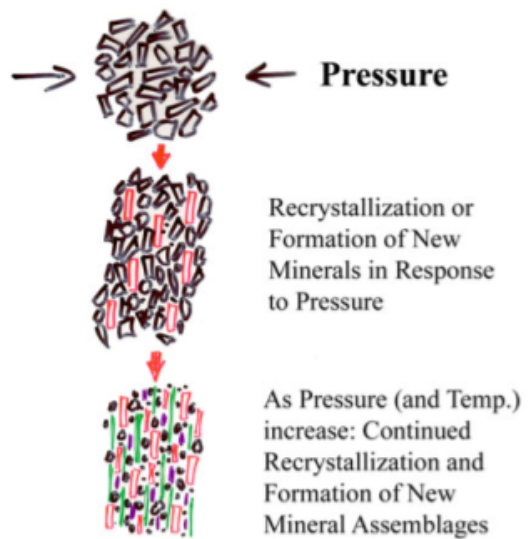 Pressure
Recrystallization or
Formation of New
Minerals in Response
to Pressure
As Pressure (and Temp.)
increase: Continued
Recrystallization and
Formation of New
Mineral Assemblages